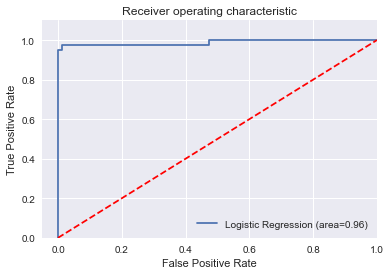 Receiver operating characteristic
True Positive Rate
1.0
0.8
0.6
0.4
0.2
0.0
Logistic Regression (area=0.96)
0.0 0.2 0.4 0.6 0.8 1.0
False Positive Rate